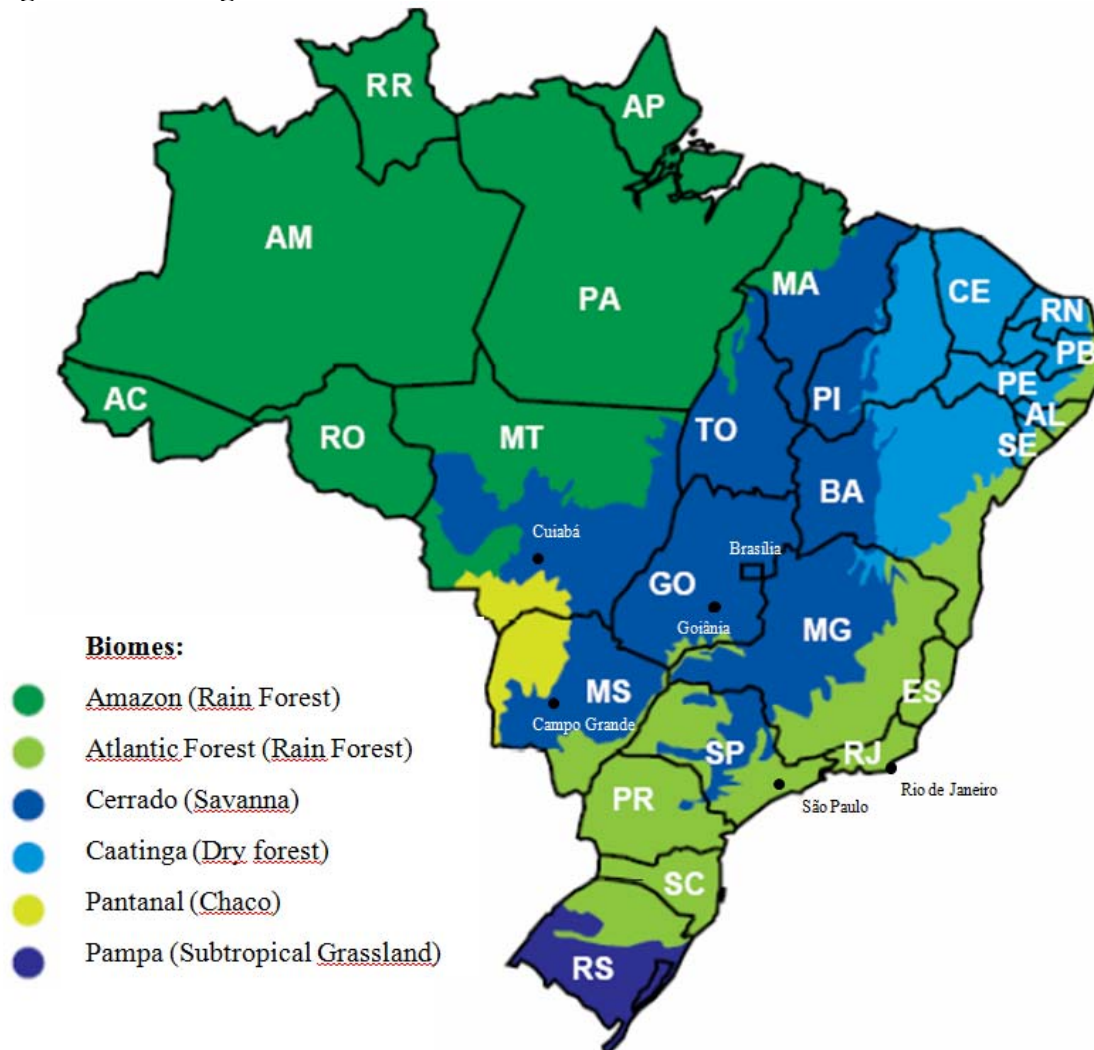 RR
AP
AM
PA
MA
CE
RN
PB
PE
AL
SE
PI
AC
RO
MT
TO
BA
Cuiabá
Brasília
GO
Goiânia
MG
MS
Campo Grande
ES
SP
RJ
Rio de Janeiro
São Paulo
PR
SC
RS
Biomes:
Amazon (Rain Forest)
Atlantic Forest (Rain Forest)
Cerrado (Savanna)
Caatinga (Dry forest)
Pantanal (Chaco)
Pampa (Subtropical Grassland)